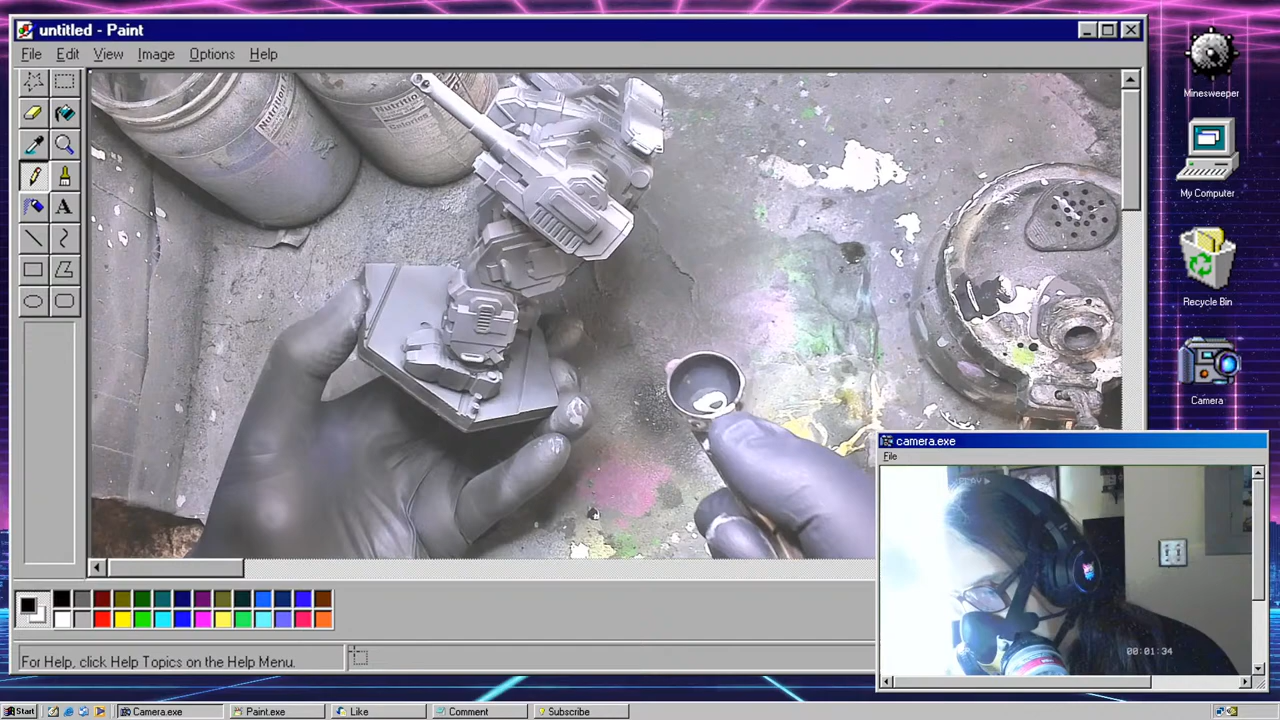 untitled - Paint
File Edit View Image Options Help
Nutrition
Nutrition
Minesweeper
My Computer
Recycle Bin
Camera
camera.exe
File
PLAY
00:01:34
For Help, click Help Topics on the Help Menu.
Start Camera.exe Paint.exe Like Comment Subscribe